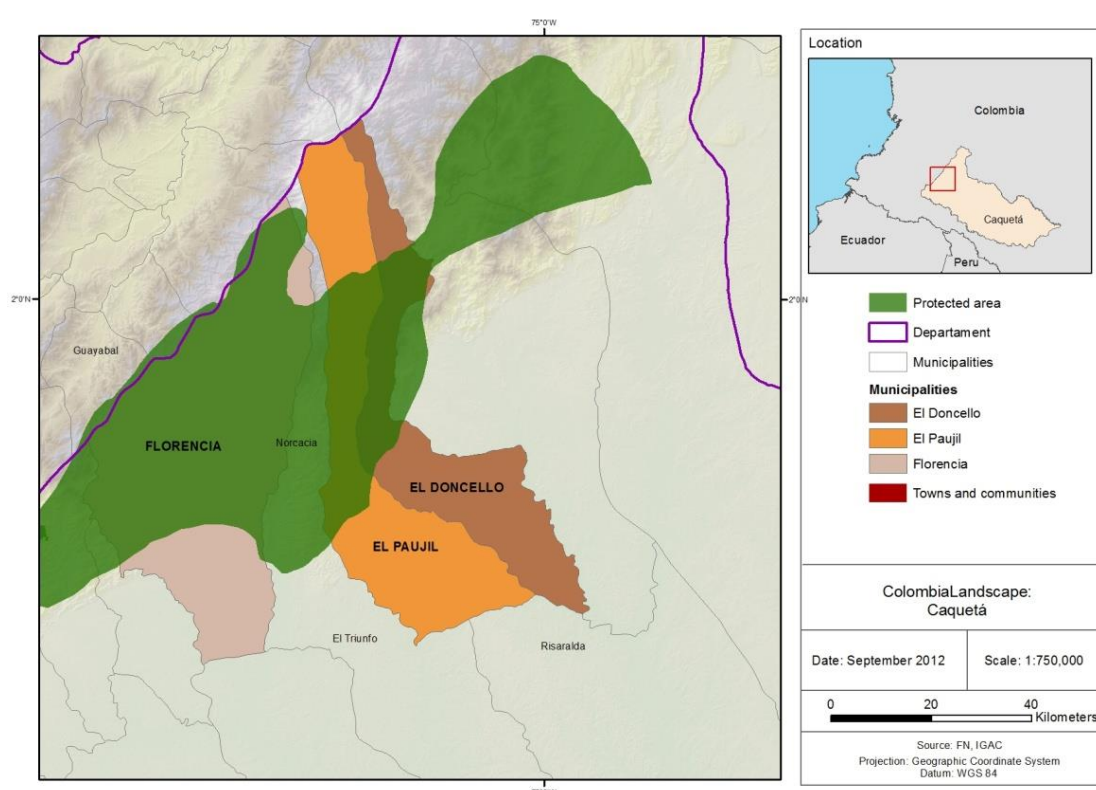 75°0'W
2°0'N
2°0'N
Guayabal
FLORENCIA
Norcacia
EL DONCELLO
EL PAUJIL
El Triunfo
Risaralda
Location
Colombia
Caquetá
Ecuador
Peru
Protected area
Departament
Municipalities
Municipalities
El Doncello
El Paujil
Florencia
Towns and communities
ColombiaLandscape:
Caquetá
Date: September 2012
Scale: 1:750,000
0 20 40
Kilometers
Source: FN, IGAC
Projection: Geographic Coordinate System
Datum: WGS 84